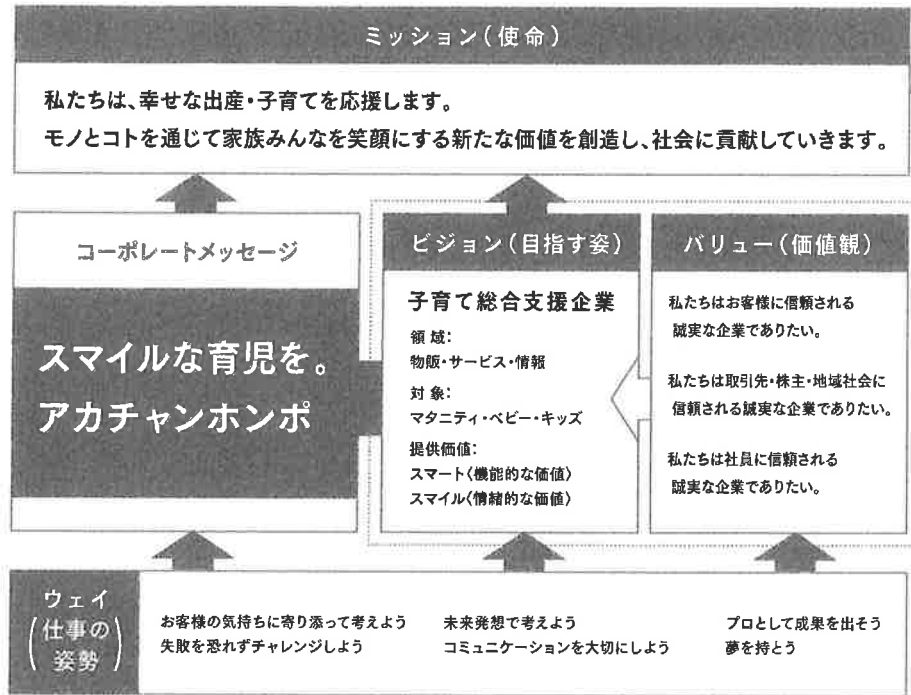 ミッション(使命)
私たちは、幸せな出産・子育てを応援します。
モノとコトを通じて家族みんなを笑顔にする新たな価値を創造し、社会に貢献していきます。
コーポレートメッセージ
スマイルな育児を。
アカチャンホンポ
ビジョン(目指す姿)
子育て総合支援企業
領域:
物販・サービス・情報
対象:
マタニティ・ベビー・キッズ
提供価値:
スマート〈機能的な価値〉
スマイル〈情緒的な価値〉
バリュー(価値観)
私たちはお客様に信頼される
誠実な企業でありたい。
私たちは取引先・株主・地域社会に
信頼される誠実な企業でありたい。
私たちは社員に信頼される
誠実な企業でありたい。
ウェイ
(仕事の
姿勢)
お客様の気持ちに寄り添って考えよう
失敗を恐れずチャレンジしよう
未来発想で考えよう
コミュニケーションを大切にしよう
プロとして成果を出そう
夢を持とう